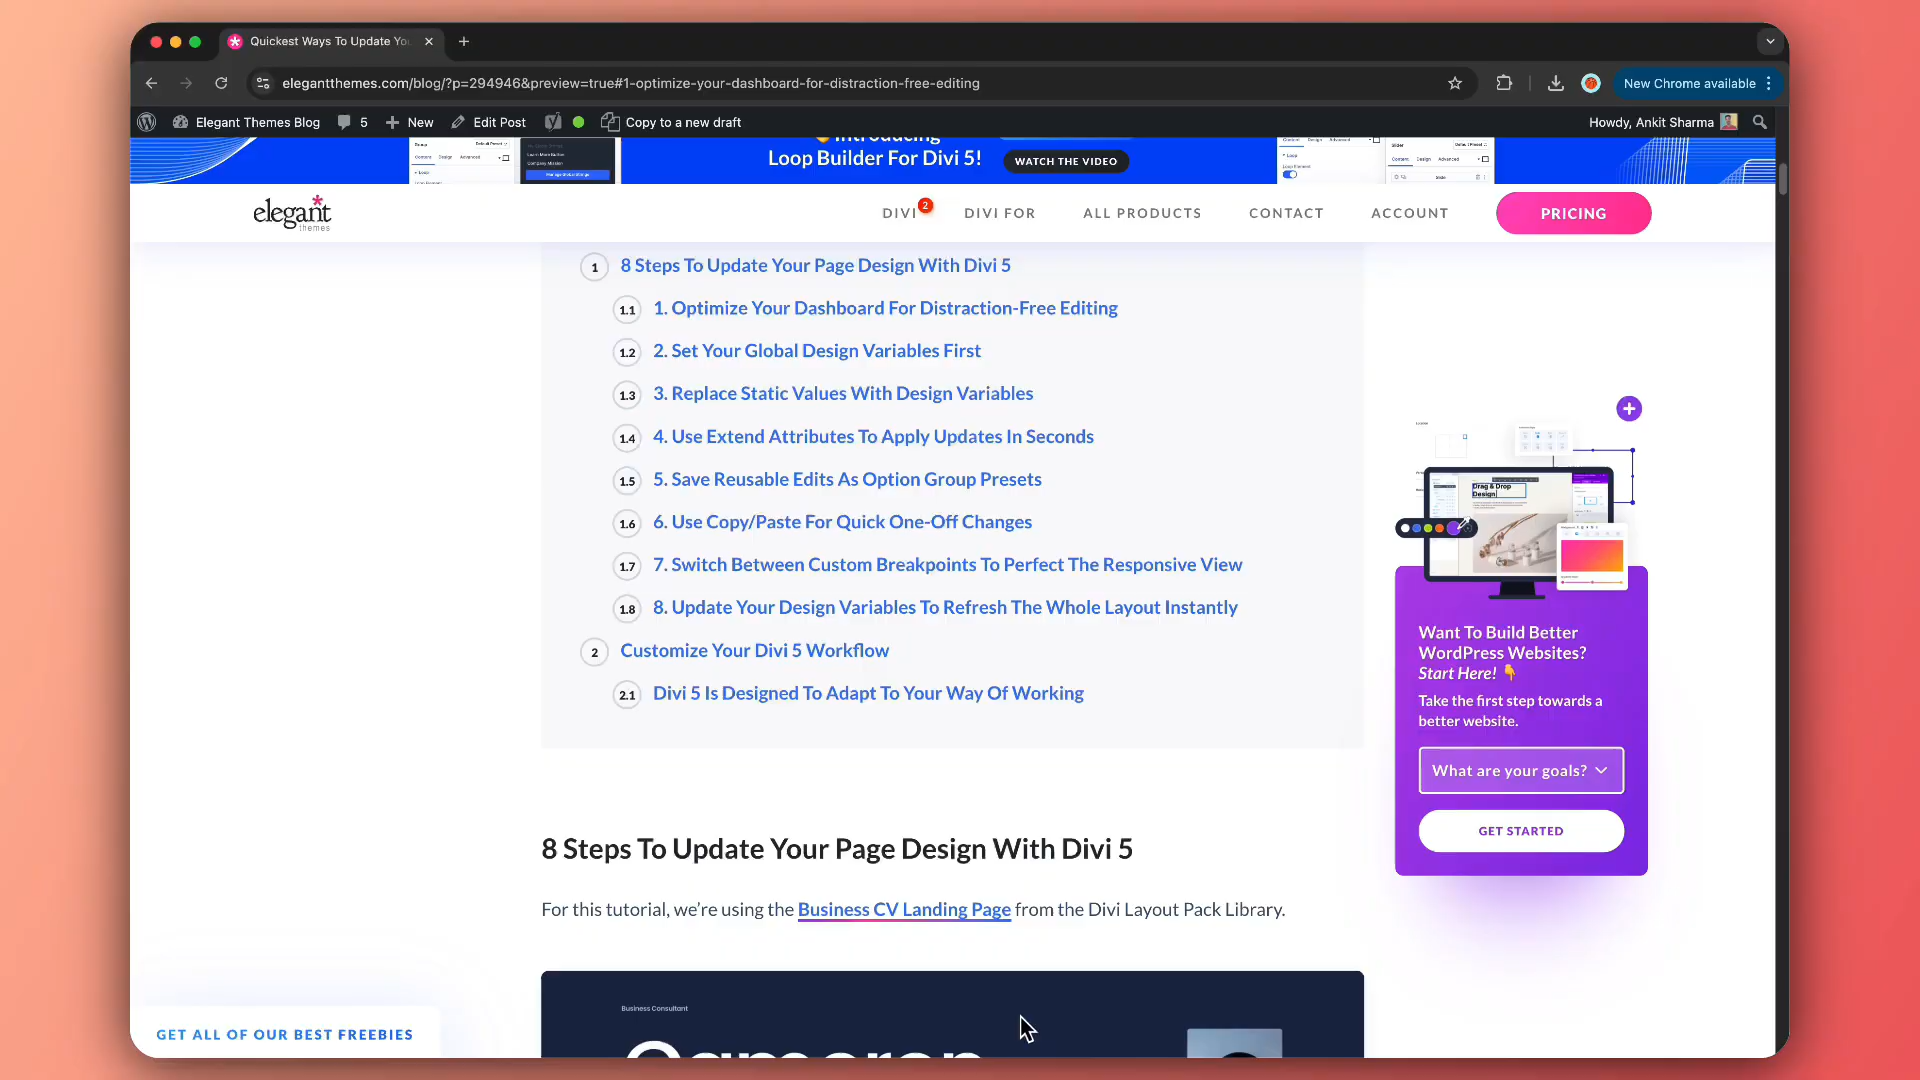 Quickest Ways To Update Yo
elegantthemes.com/blog/?p=294946&preview=true#1-optimize-your-dashboard-for-distraction-free-editing
New Chrome available
Elegant Themes Blog
5
New
Edit Post
Copy to a new draft
Howdy, Ankit Sharma
Introducing
Loop Builder For Divi 5!
WATCH THE VIDEO
elegant
themes
DIVI
2
DIVI FOR
ALL PRODUCTS
CONTACT
ACCOUNT
PRICING
1
8 Steps To Update Your Page Design With Divi 5
1.1
1. Optimize Your Dashboard For Distraction-Free Editing
1.2
2. Set Your Global Design Variables First
1.3
3. Replace Static Values With Design Variables
1.4
4. Use Extend Attributes To Apply Updates In Seconds
1.5
5. Save Reusable Edits As Option Group Presets
1.6
6. Use Copy/Paste For Quick One-Off Changes
1.7
7. Switch Between Custom Breakpoints To Perfect The Responsive View
1.8
8. Update Your Design Variables To Refresh The Whole Layout Instantly
2
Customize Your Divi 5 Workflow
2.1
Divi 5 Is Designed To Adapt To Your Way Of Working
Drag & Drop
Design
Want To Build Better
WordPress Websites?
Start Here!
Take the first step towards a
better website.
What are your goals?
GET STARTED
8 Steps To Update Your Page Design With Divi 5
For this tutorial, we're using the Business CV Landing Page from the Divi Layout Pack Library.
Business Consultant
Cameron
GET ALL OF OUR BEST FREEBIES